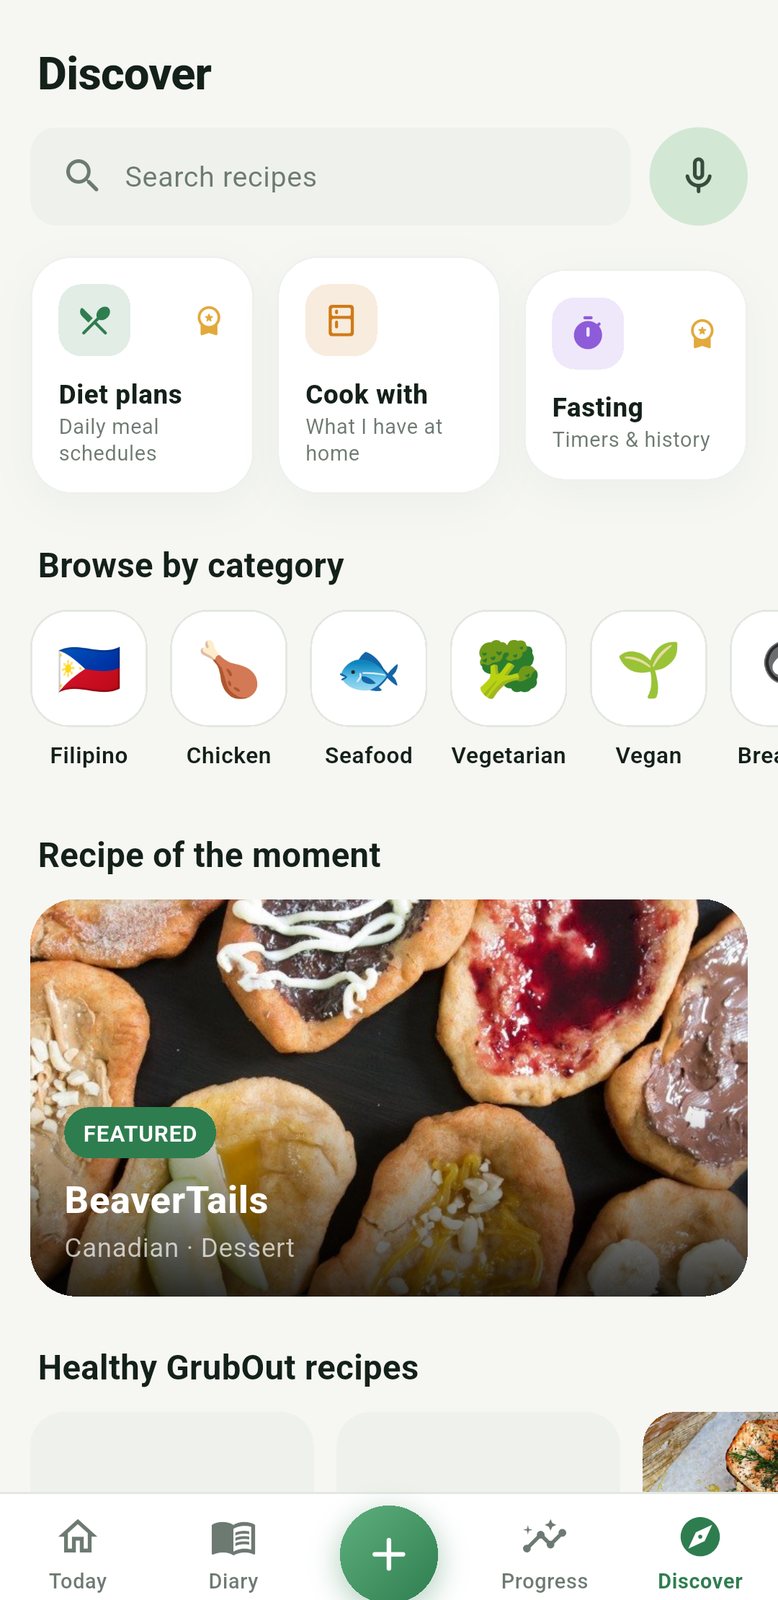 Discover
Search recipes
Diet plans
Daily meal
schedules
Cook with
What I have at
home
Fasting
Timers & history
Browse by category
Filipino
Chicken
Seafood
Vegetarian
Vegan
Brea
Recipe of the moment
FEATURED
BeaverTails
Canadian · Dessert
Healthy GrubOut recipes
Today
Diary
Progress
Discover